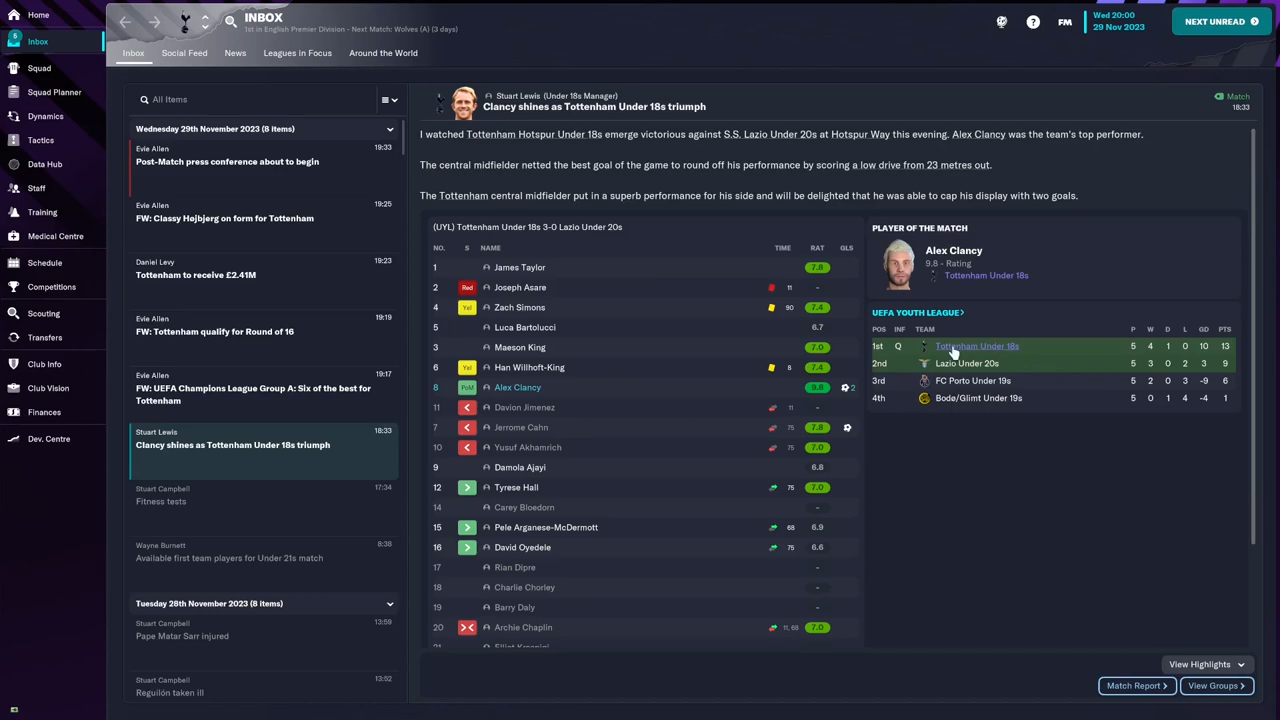 Home
INBOX
1st in English Premier Division - Next Match: Wolves (A) (3 days)
FM
Wed 20:00
29 Nov 2023
NEXT UNREAD
5
Inbox
Inbox
Social Feed
News
Leagues in Focus
Around the World
Squad
Squad Planner
Dynamics
Tactics
Data Hub
Staff
Training
Medical Centre
Schedule
Competitions
Scouting
Transfers
Club Info
Club Vision
Finances
Dev. Centre
All Items
Wednesday 29th November 2023 (8 items)
Evie Allen 19:33
Post-Match press conference about to begin
Evie Allen 19:25
FW: Classy Højbjerg on form for Tottenham
Daniel Levy 19:23
Tottenham to receive £2.41M
Evie Allen 19:19
FW: Tottenham qualify for Round of 16
Evie Allen 19:17
FW: UEFA Champions League Group A: Six of the best for
Tottenham
Stuart Lewis 18:33
Clancy shines as Tottenham Under 18s triumph
Stuart Campbell 17:34
Fitness tests
Wayne Burnett 8:38
Available first team players for Under 21s match
Tuesday 28th November 2023 (8 items)
Stuart Campbell 13:59
Pape Matar Sarr injured
Stuart Campbell 13:52
Reguilón taken ill
Stuart Lewis (Under 18s Manager)
Clancy shines as Tottenham Under 18s triumph
Match
18:33
I watched Tottenham Hotspur Under 18s emerge victorious against S.S. Lazio Under 20s at Hotspur Way this evening. Alex Clancy was the team's top performer.
The central midfielder netted the best goal of the game to round off his performance by scoring a low drive from 23 metres out.
The Tottenham central midfielder put in a superb performance for his side and will be delighted that he was able to cap his display with two goals.
(UYL) Tottenham Under 18s 3-0 Lazio Under 20s
NO. S NAME TIME RAT GLS
1 James Taylor 7.8
2 Red Joseph Asare 11 -
4 Yel Zach Simons 90 7.4
5 Luca Bartolucci 6.7
3 Maeson King 7.0
6 Yel Han Willhoft-King 8 7.4
8 PoM Alex Clancy 9.8 2
11 Davion Jimenez 11 -
7 Jerrome Cahn 75 7.8
10 Yusuf Akhamrich 75 7.0
9 Damola Ajayi 6.8
12 Tyrese Hall 75 7.0
14 Carey Bloedorn -
15 Pele Arganese-McDermott 68 6.9
16 David Oyedele 75 6.6
17 Rian Dipre -
18 Charlie Chorley -
19 Barry Daly -
20 Archie Chaplin 11, 68 7.0
PLAYER OF THE MATCH
Alex Clancy
9.8 - Rating
Tottenham Under 18s
UEFA YOUTH LEAGUE
POS INF TEAM P W D L GD PTS
1st Q Tottenham Under 18s 5 4 1 0 10 13
2nd Lazio Under 20s 5 3 0 2 3 9
3rd FC Porto Under 19s 5 2 0 3 -9 6
4th Bodø/Glimt Under 19s 5 0 1 4 -4 1
View Highlights
Match Report
View Groups